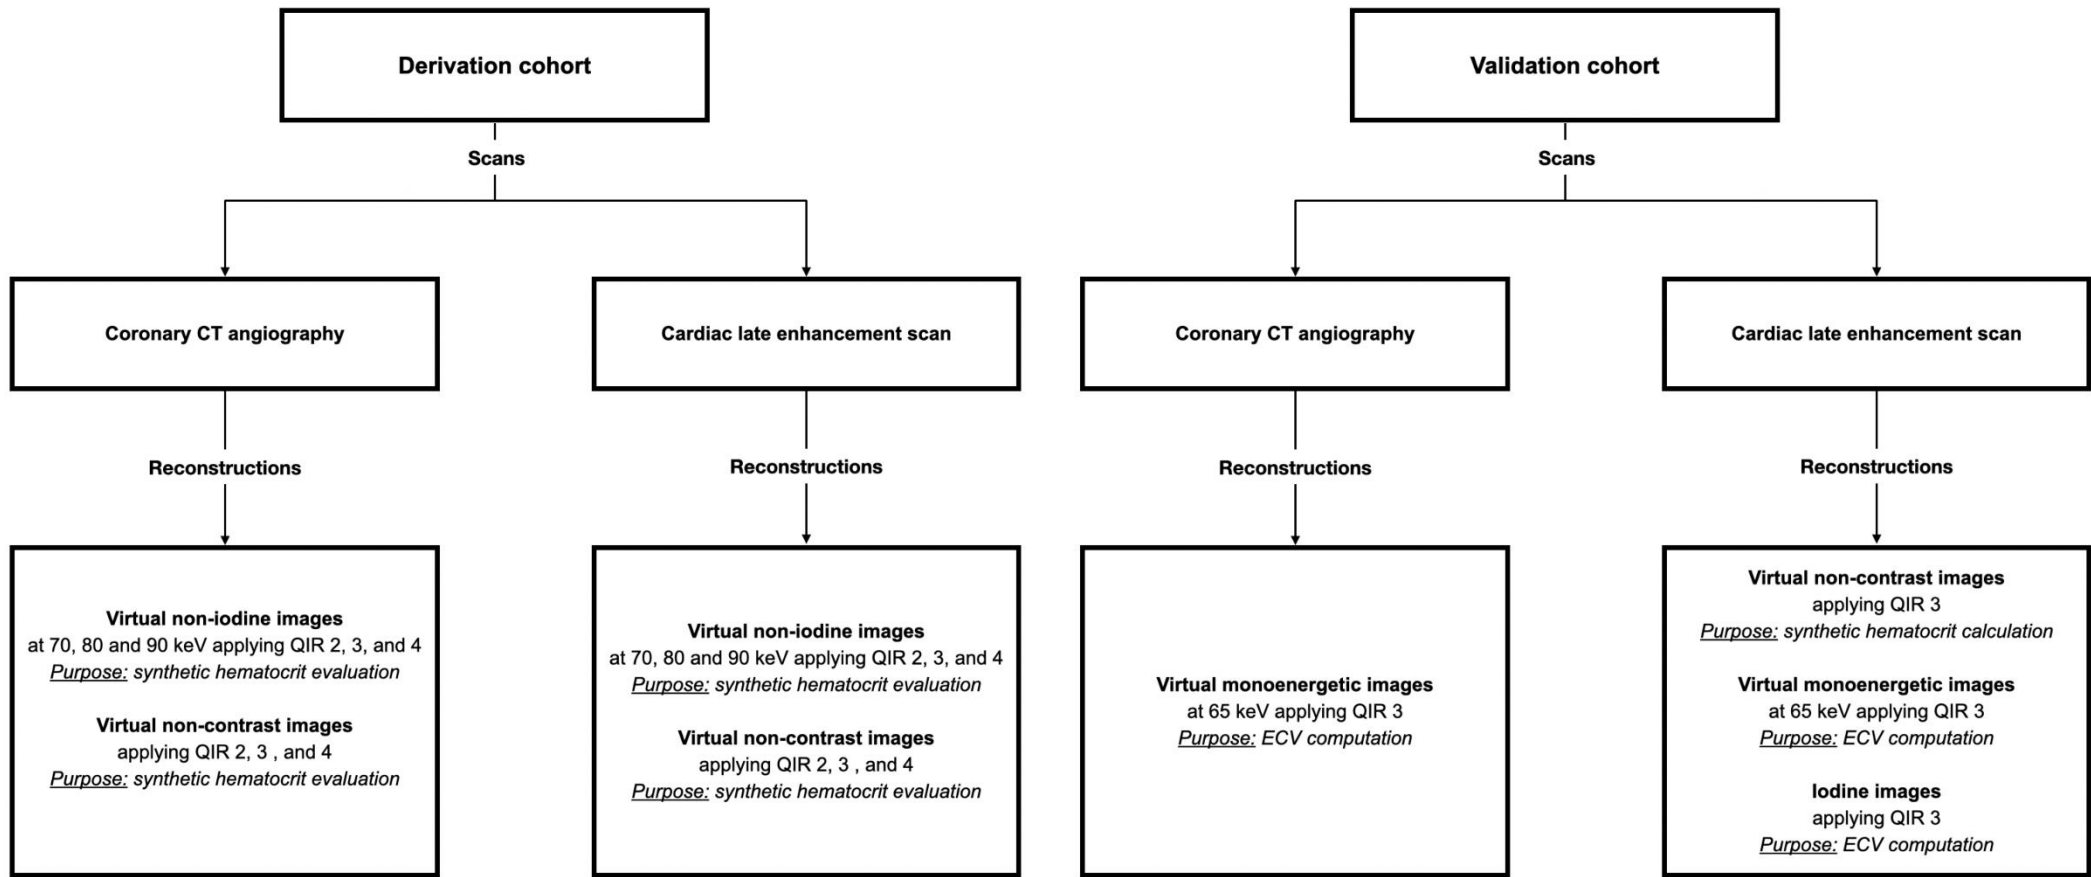 Derivation cohort
Scans
Coronary CT angiography
Cardiac late enhancement scan
Reconstructions
Reconstructions
Virtual non-iodine images
at 70, 80 and 90 keV applying QIR 2, 3, and 4
Purpose: synthetic hematocrit evaluation
Virtual non-contrast images
applying QIR 2, 3 , and 4
Purpose: synthetic hematocrit evaluation
Virtual non-iodine images
at 70, 80 and 90 keV applying QIR 2, 3, and 4
Purpose: synthetic hematocrit evaluation
Virtual non-contrast images
applying QIR 2, 3 , and 4
Purpose: synthetic hematocrit evaluation
Validation cohort
Scans
Coronary CT angiography
Cardiac late enhancement scan
Reconstructions
Reconstructions
Virtual monoenergetic images
at 65 keV applying QIR 3
Purpose: ECV computation
Virtual non-contrast images
applying QIR 3
Purpose: synthetic hematocrit calculation
Virtual monoenergetic images
at 65 keV applying QIR 3
Purpose: ECV computation
Iodine images
applying QIR 3
Purpose: ECV computation